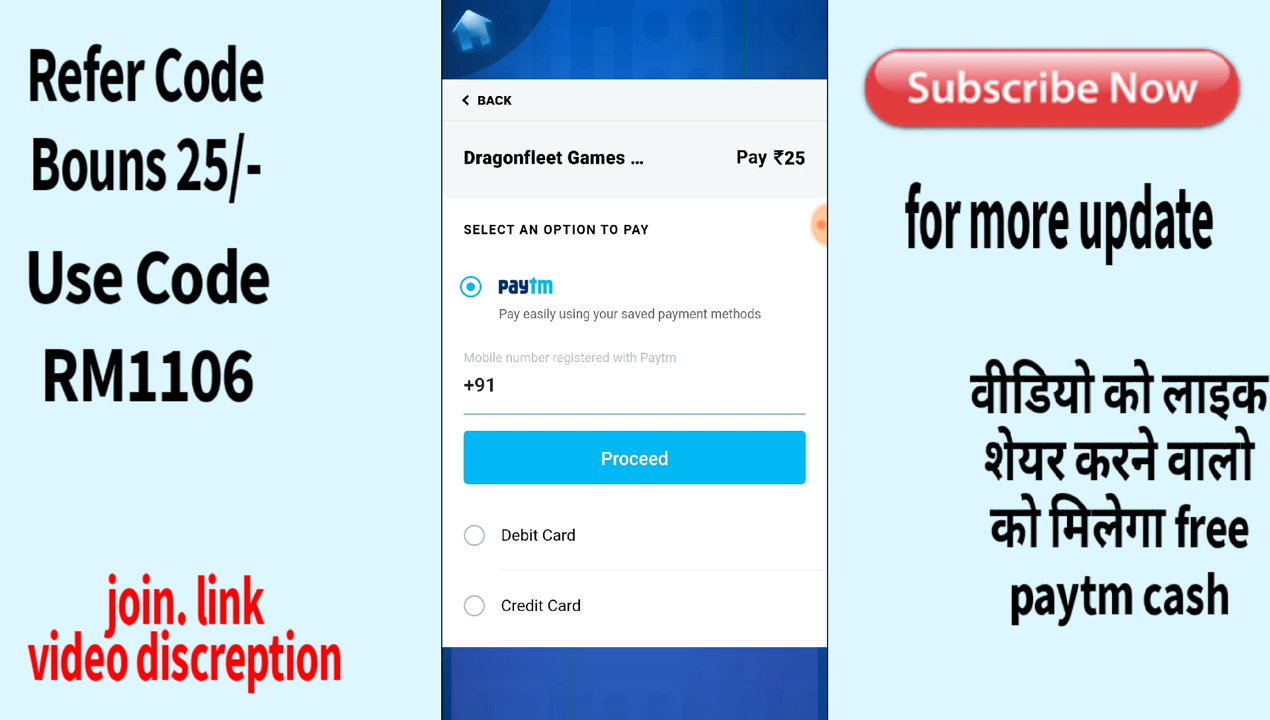 Refer Code
Bouns 25/-
Use Code
RM1106
join. link
video discreption
BACK
Dragonfleet Games ... Pay ₹25
SELECT AN OPTION TO PAY
paytm
Pay easily using your saved payment methods
Mobile number registered with Paytm
+91
Proceed
Debit Card
Credit Card
Subscribe Now
for more update
वीडियो को लाइक
शेयर करने वालो
को मिलेगा free
paytm cash